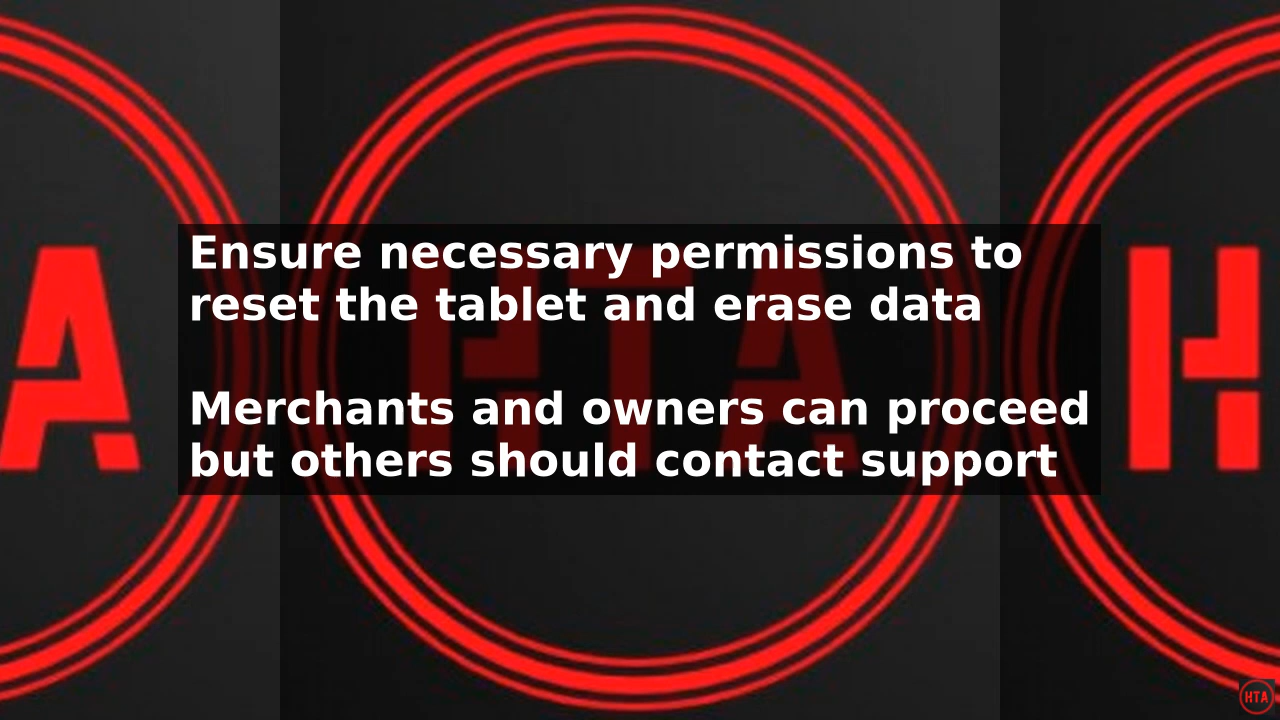 Ensure necessary permissions to
reset the tablet and erase data
Merchants and owners can proceed
but others should contact support
A
HTA
H
HTA